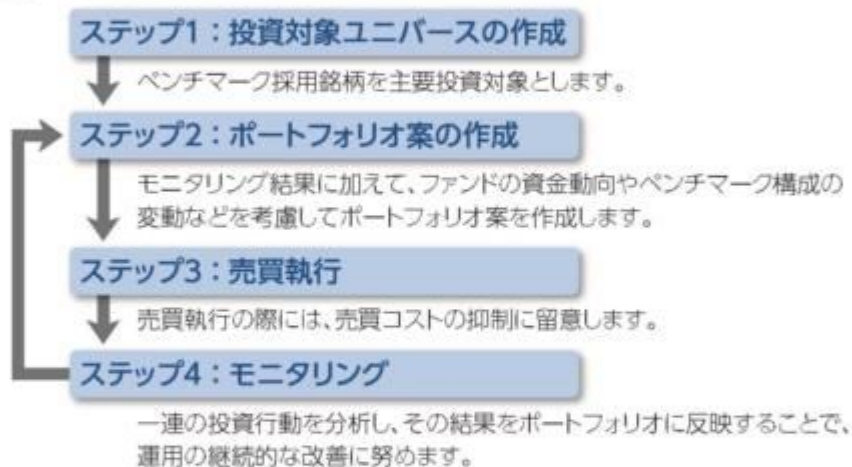 ステップ1：投資対象ユニバースの作成
ベンチマーク採用銘柄を主要投資対象とします。
ステップ2：ポートフォリオ案の作成
モニタリング結果に加えて、ファンドの資金動向やベンチマーク構成の
変動などを考慮してポートフォリオ案を作成します。
ステップ3：売買執行
売買執行の際には、売買コストの抑制に留意します。
ステップ4：モニタリング
一連の投資行動を分析し、その結果をポートフォリオに反映することで、
運用の継続的な改善に努めます。